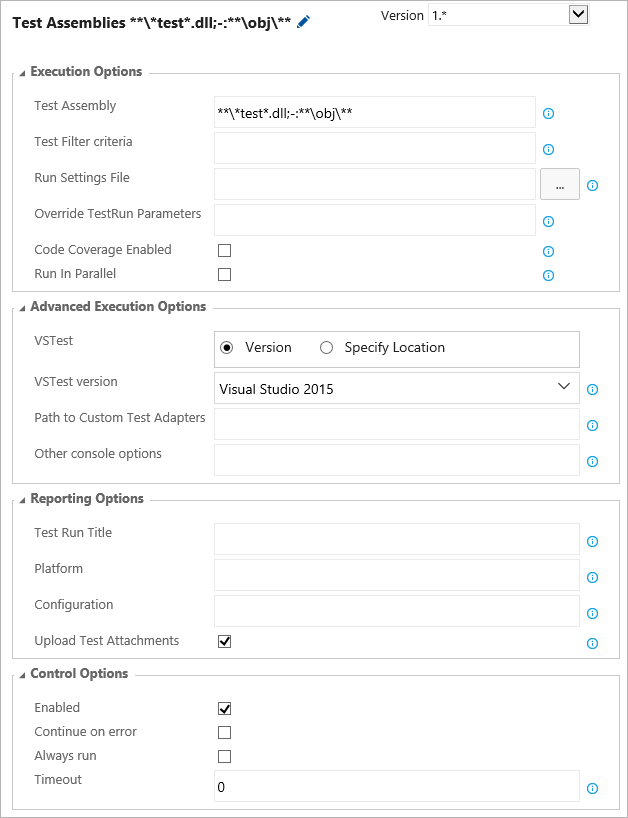 Test Assemblies **\*test*.dll;-:**\obj\**
Version 1.*
Execution Options
Test Assembly **\*test*.dll;-:**\obj\**
Test Filter criteria
Run Settings File ...
Override TestRun Parameters
Code Coverage Enabled
Run In Parallel
Advanced Execution Options
VSTest Version Specify Location
VSTest version Visual Studio 2015
Path to Custom Test Adapters
Other console options
Reporting Options
Test Run Title
Platform
Configuration
Upload Test Attachments
Control Options
Enabled
Continue on error
Always run
Timeout 0